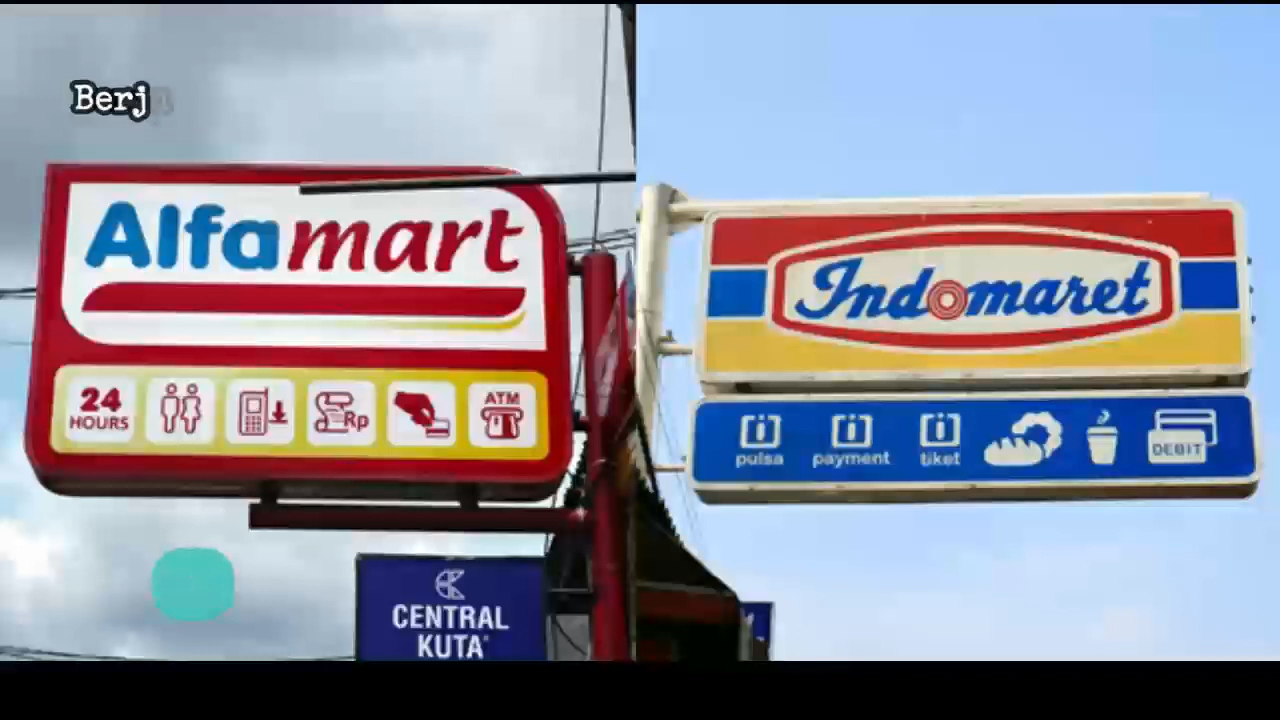 Berj
Alfamart
24
HOURS
Rp
ATM
CENTRAL
KUTA
Indomaret
pulsa
payment
tiket
DEBIT